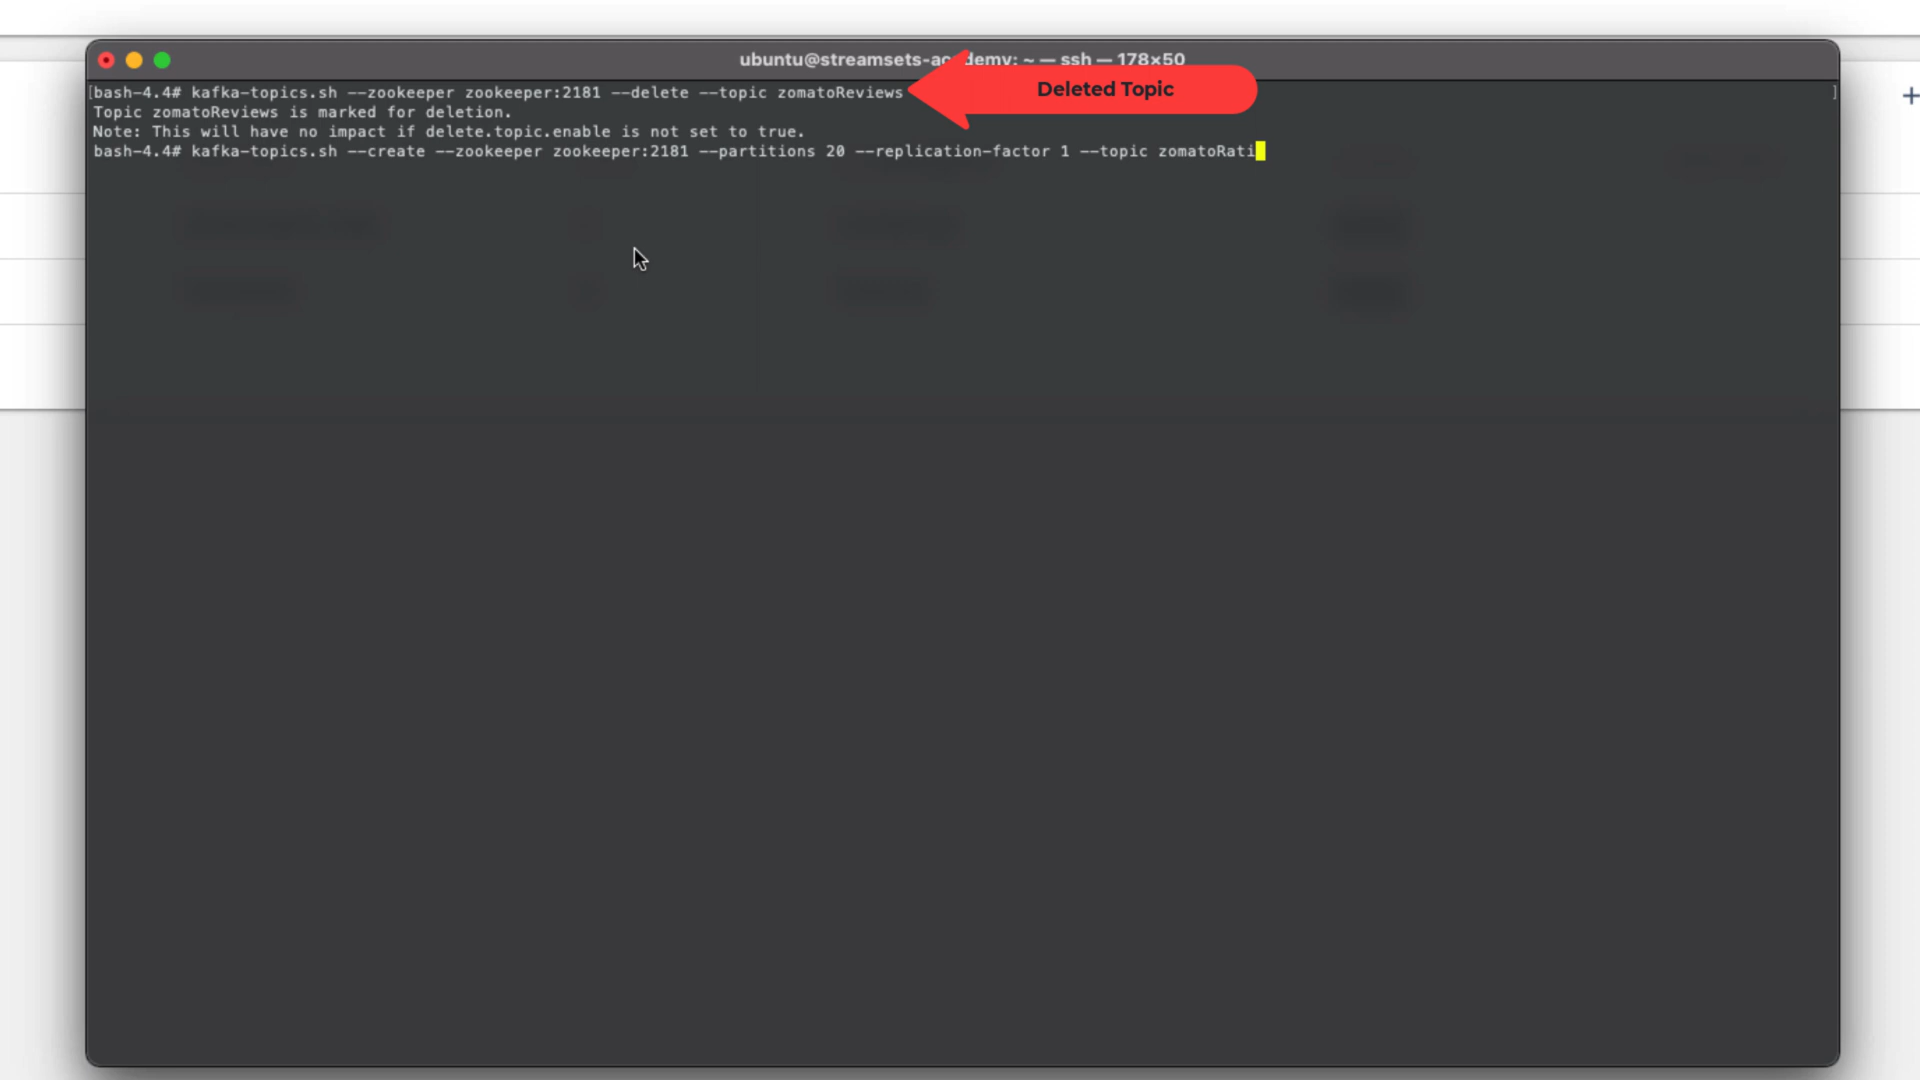 ubuntu@streamsets-academy: ~ — ssh — 178×50
[bash-4.4# kafka-topics.sh --zookeeper zookeeper:2181 --delete --topic zomatoReviews ]
Deleted Topic
Topic zomatoReviews is marked for deletion.
Note: This will have no impact if delete.topic.enable is not set to true.
bash-4.4# kafka-topics.sh --create --zookeeper zookeeper:2181 --partitions 20 --replication-factor 1 --topic zomatoRati